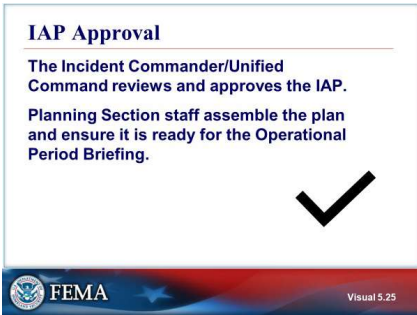 IAP Approval
The Incident Commander/Unified
Command reviews and approves the IAP.
Planning Section staff assemble the plan
and ensure it is ready for the Operational
Period Briefing.
FEMA
Visual 5.25